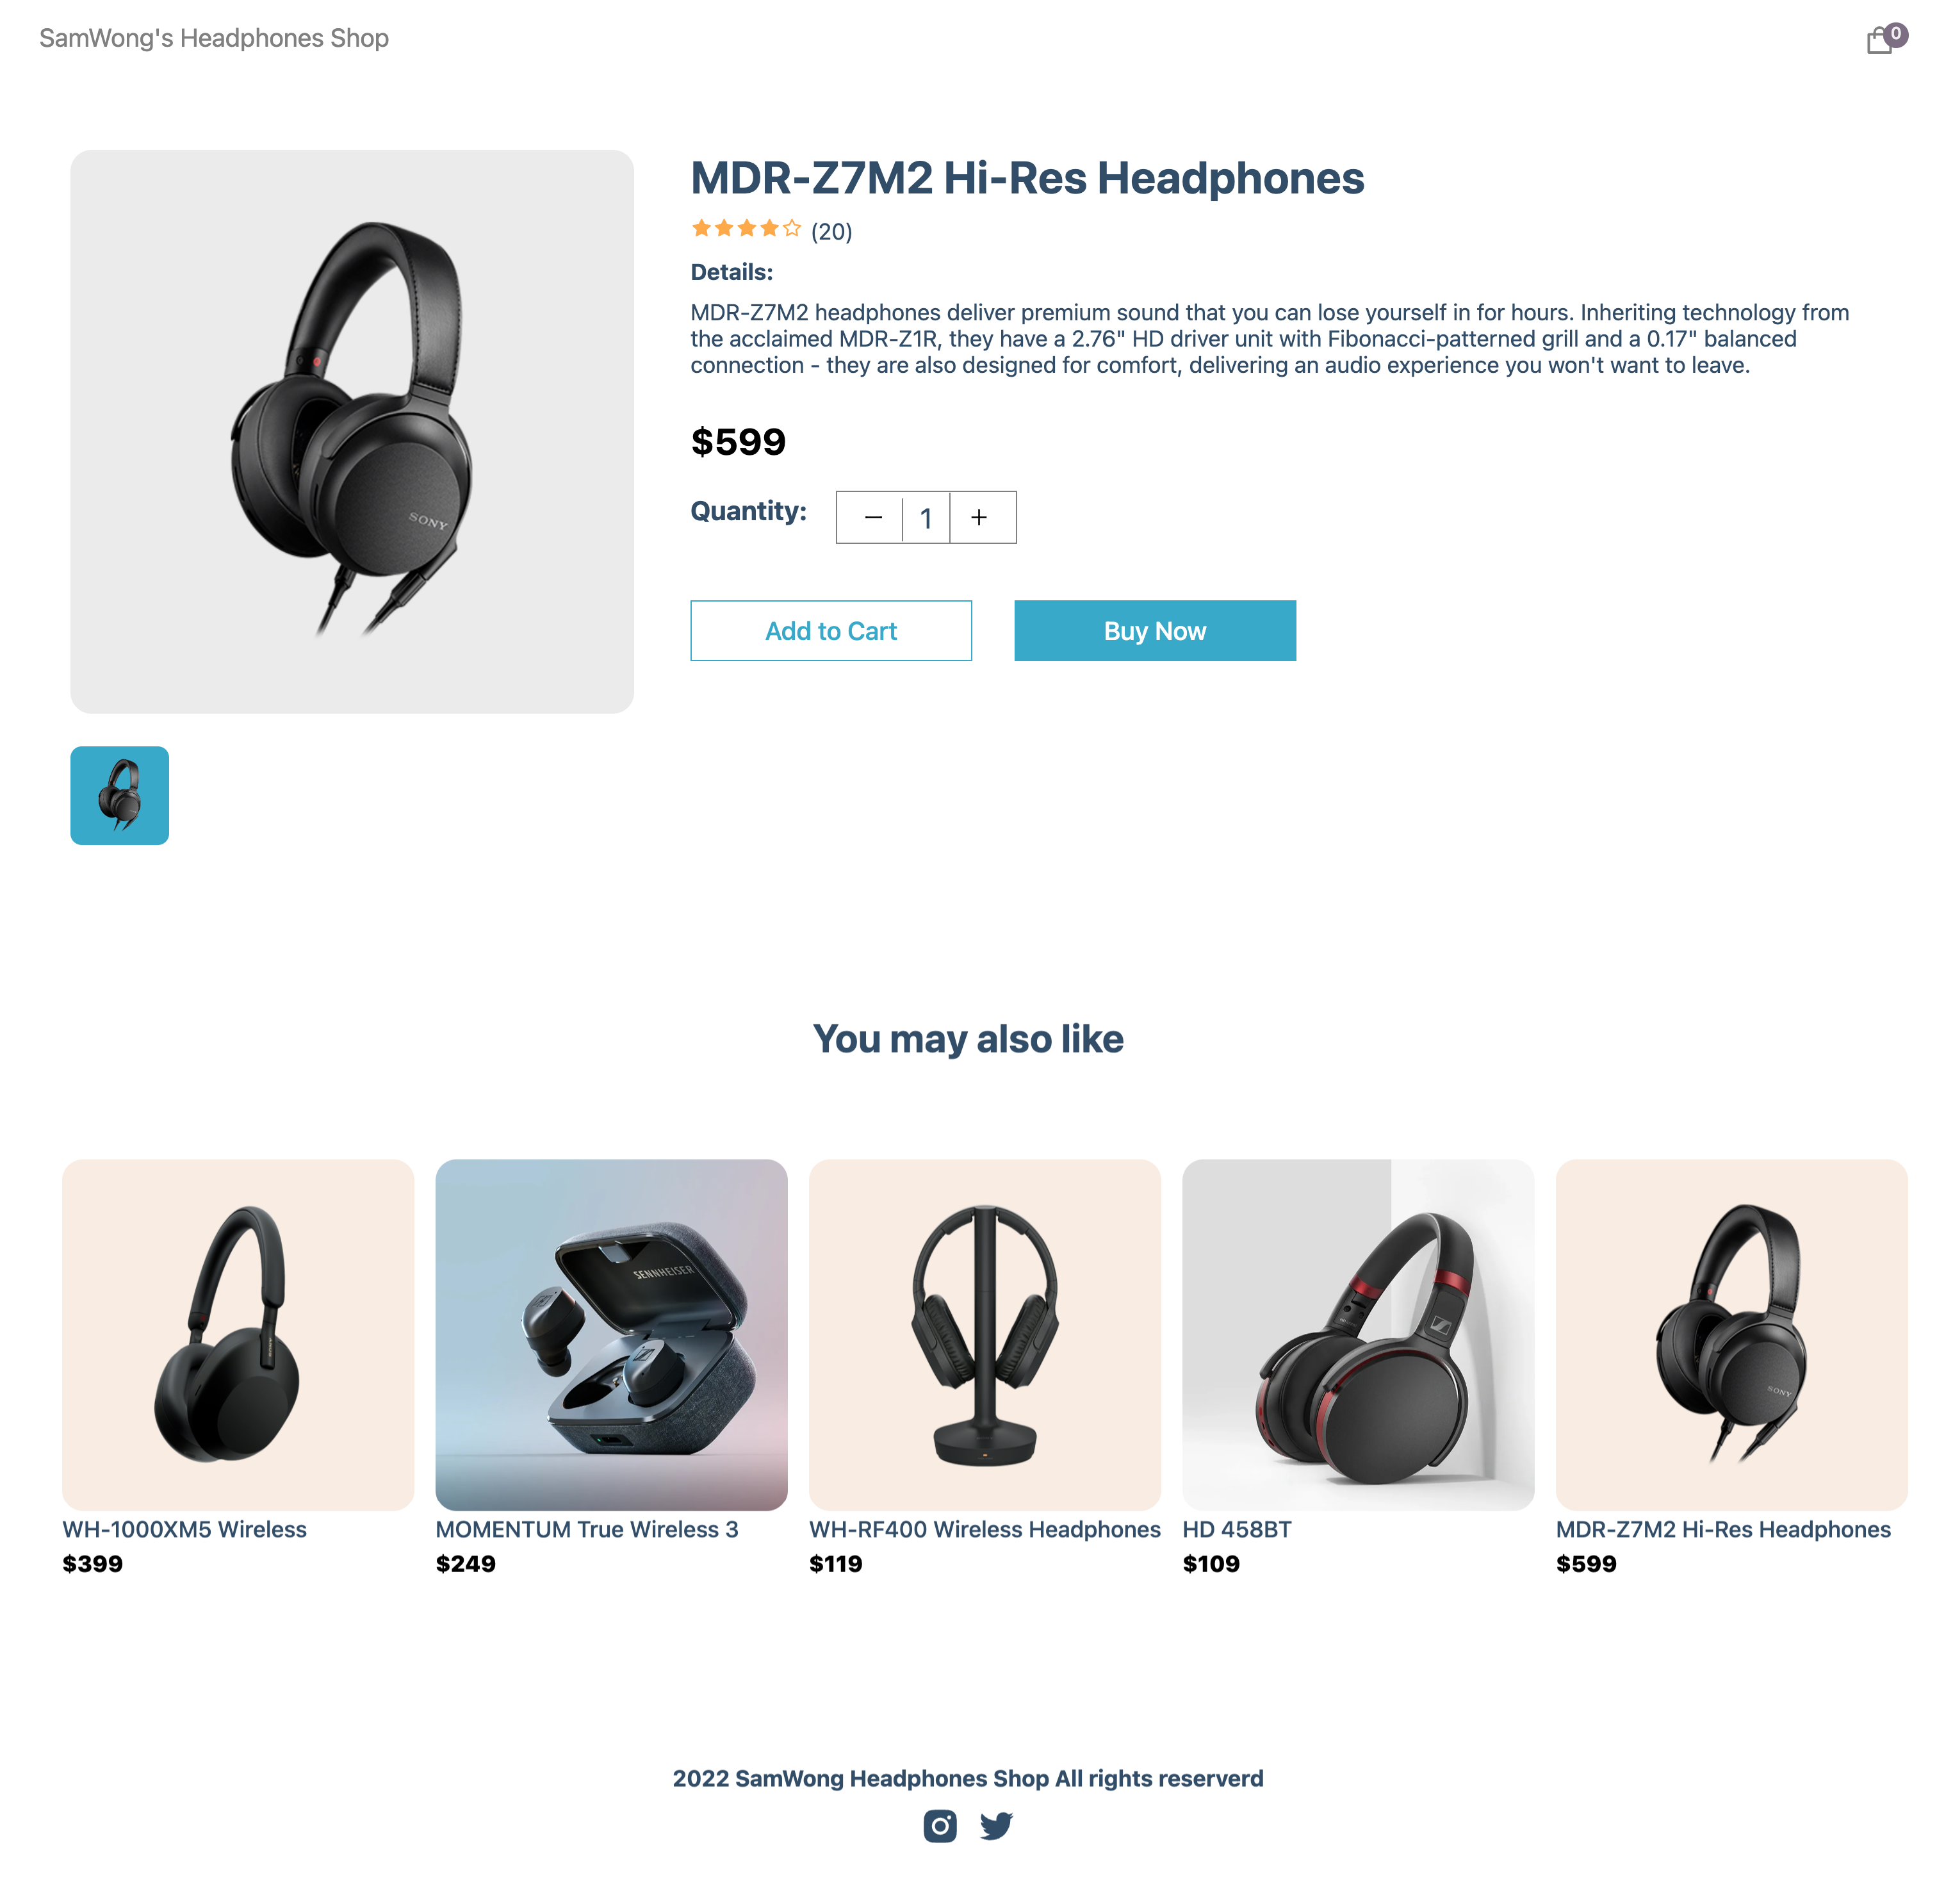 SamWong's Headphones Shop
0
MDR-Z7M2 Hi-Res Headphones
(20)
Details:
MDR-Z7M2 headphones deliver premium sound that you can lose yourself in for hours. Inheriting technology from
the acclaimed MDR-Z1R, they have a 2.76" HD driver unit with Fibonacci-patterned grill and a 0.17" balanced
connection - they are also designed for comfort, delivering an audio experience you won't want to leave.
$599
Quantity:
− 1 +
Add to Cart
Buy Now
SONY
You may also like
SENNHEISER
SONY
WH-1000XM5 Wireless
$399
MOMENTUM True Wireless 3
$249
WH-RF400 Wireless Headphones
$119
HD 458BT
$109
MDR-Z7M2 Hi-Res Headphones
$599
2022 SamWong Headphones Shop All rights reserverd